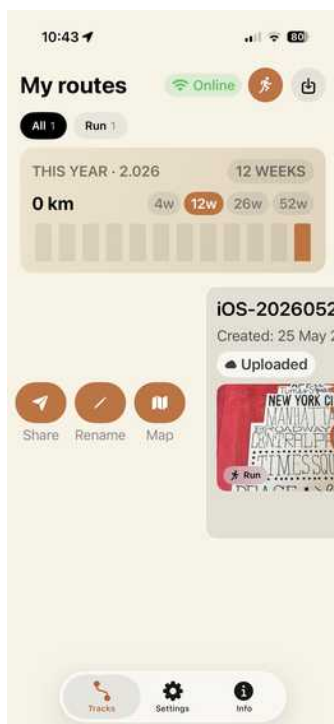 10:43
80
My routes
Online
All 1
Run 1
THIS YEAR · 2.026
12 WEEKS
0 km
4w
12w
26w
52w
iOS-2026052
Created: 25 May 2
Uploaded
NEW YORK CI
MANHAT
BROADWAY
CENTRAL P
TIMES SQU
Run
Share
Rename
Map
Tracks
Settings
Info